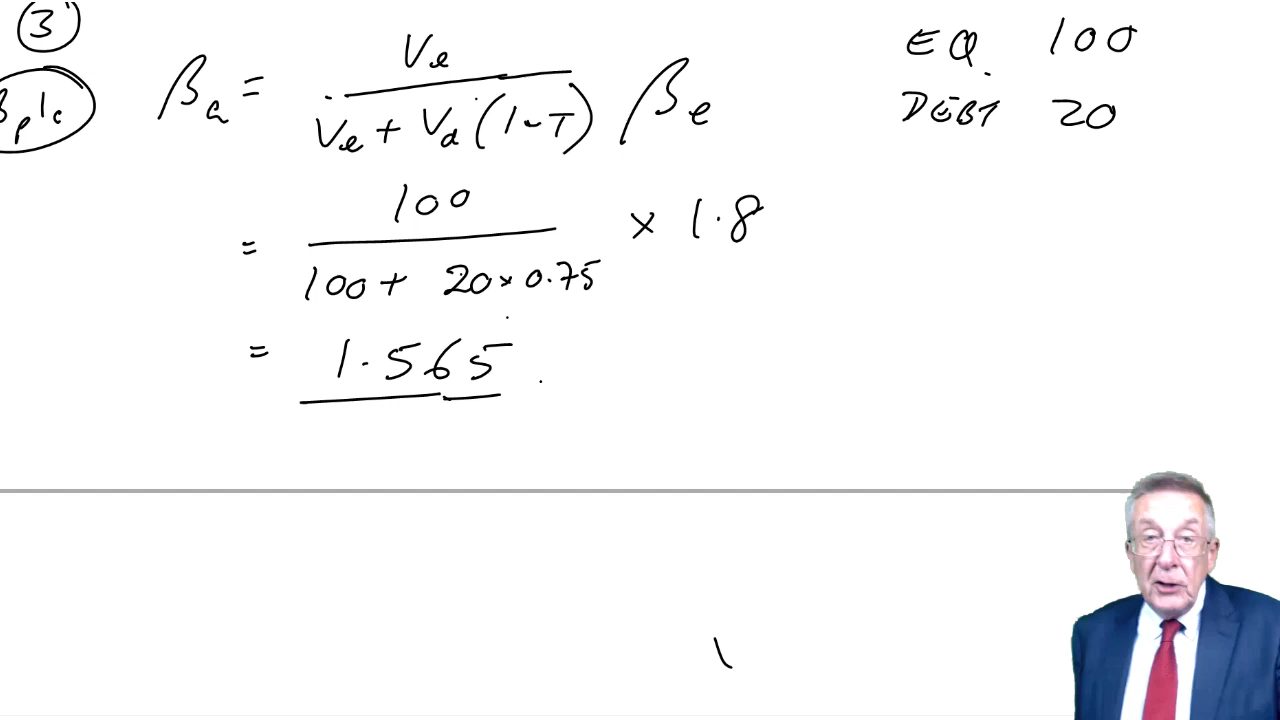 3
βa = Ve / (Ve + Vd (1-T)) βe
EQ. 100
DEBT 20
= 100 / (100 + 20 × 0.75) × 1.8
= 1.565